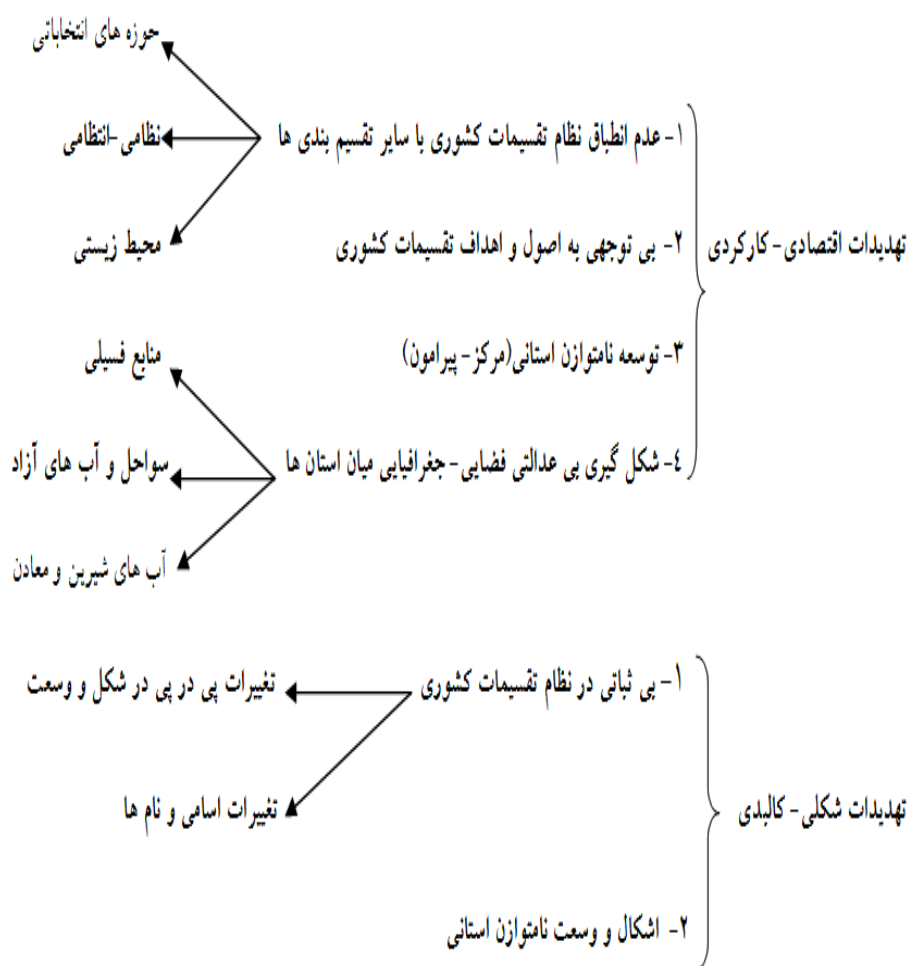 حوزه های انتخاباتی
۱- عدم انطباق نظام تقسیمات کشوری با سایر تقسیم بندی ها
نظامی-انتظامی
تهدیدات اقتصادی- کارکردی
۲- بی توجهی به اصول و اهداف تقسیمات کشوری
محیط زیستی
۳- توسعه نامتوازن استانی(مرکز- پیرامون)
منابع فسیلی
٤- شکل گیری بی عدالتی فضایی- جغرافیایی میان استان ها
سواحل و آب های آزاد
آب های شیرین و معادن
۱- بی ثباتی در نظام تقسیمات کشوری
تغییرات پی در پی در شکل و وسعت
تهدیدات شکلی- کالبدی
تغییرات اسامی و نام ها
۲- اشکال و وسعت نامتوازن استانی